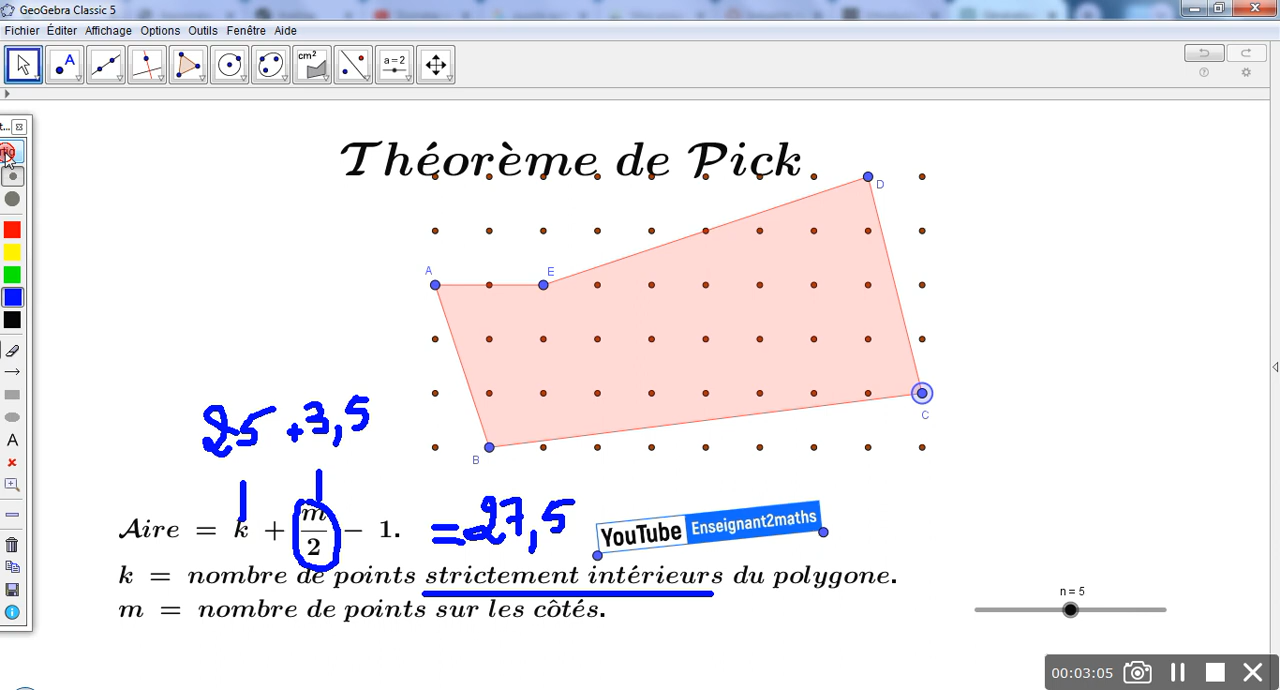 GeoGebra Classic 5
Fichier Éditer Affichage Options Outils Fenêtre Aide
A
cm²
a = 2
t...
Théorème de Pick
D
A
E
C
B
25 + 3,5
Aire = k + m/2 − 1.
= 27,5
YouTube Enseignant2maths
k = nombre de points strictement intérieurs du polygone.
m = nombre de points sur les côtés.
n = 5
A
00:03:05